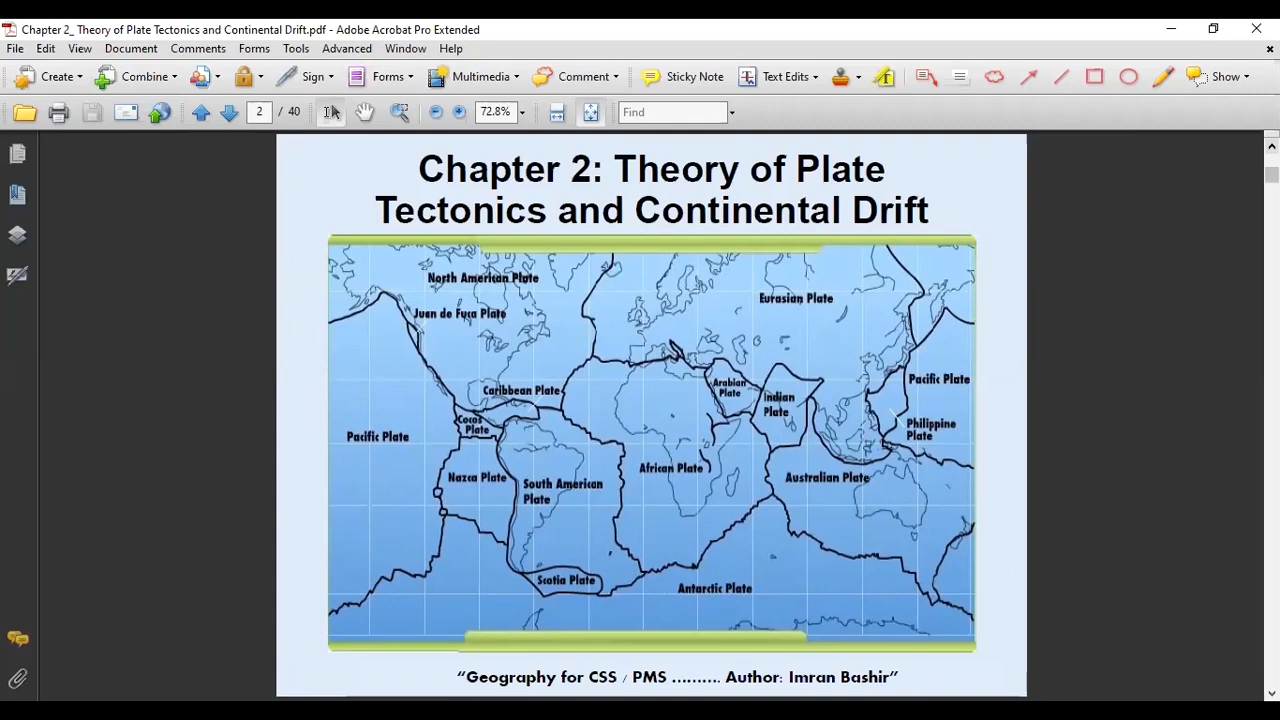 Chapter 2_ Theory of Plate Tectonics and Continental Drift.pdf - Adobe Acrobat Pro Extended
File Edit View Document Comments Forms Tools Advanced Window Help
Create Combine Sign Forms Multimedia Comment Sticky Note Text Edits Show
2 / 40 72.8% Find
Chapter 2: Theory of Plate
Tectonics and Continental Drift
North American Plate
Eurasian Plate
Juan de Fuca Plate
Caribbean Plate
Arabian
Plate
Indian
Plate
Pacific Plate
Cocos
Plate
Philippine
Plate
Pacific Plate
African Plate
Nazca Plate
South American
Plate
Australian Plate
Scotia Plate
Antarctic Plate
“Geography for CSS / PMS ………. Author: Imran Bashir”